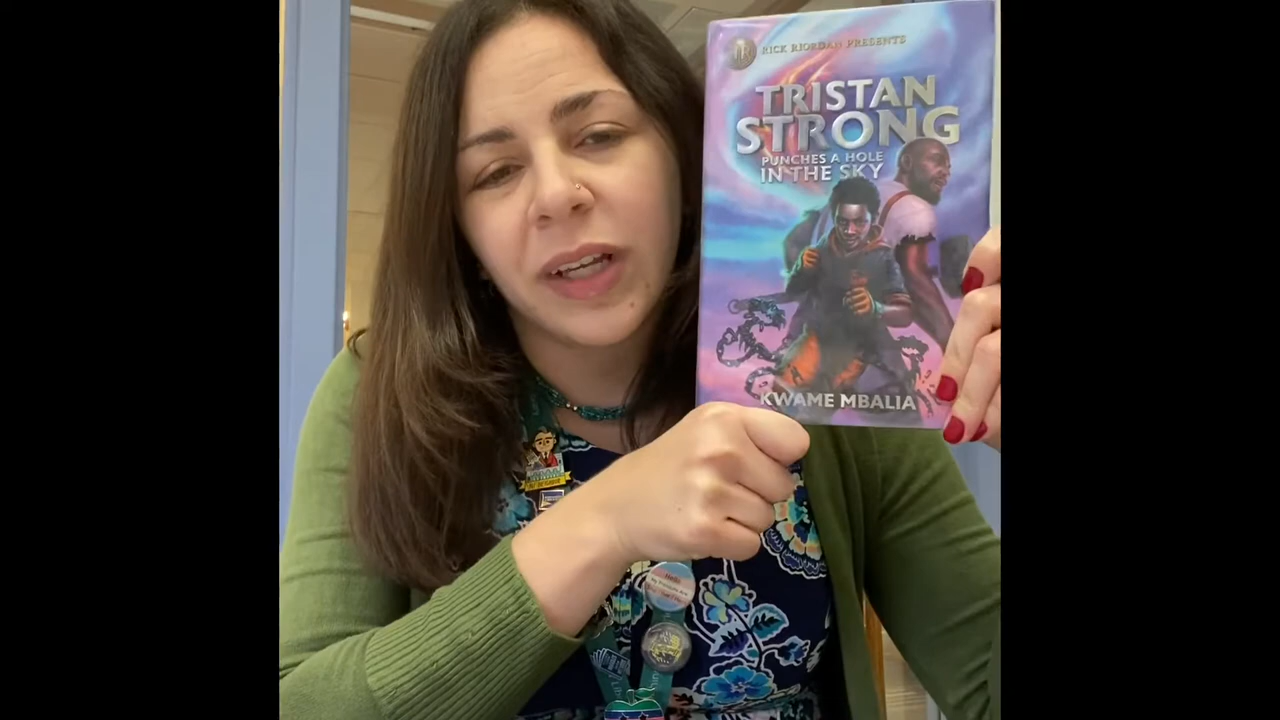 RICK RIORDAN PRESENTS
TRISTAN
STRONG
PUNCHES A HOLE
IN THE SKY
KWAME MBALIA